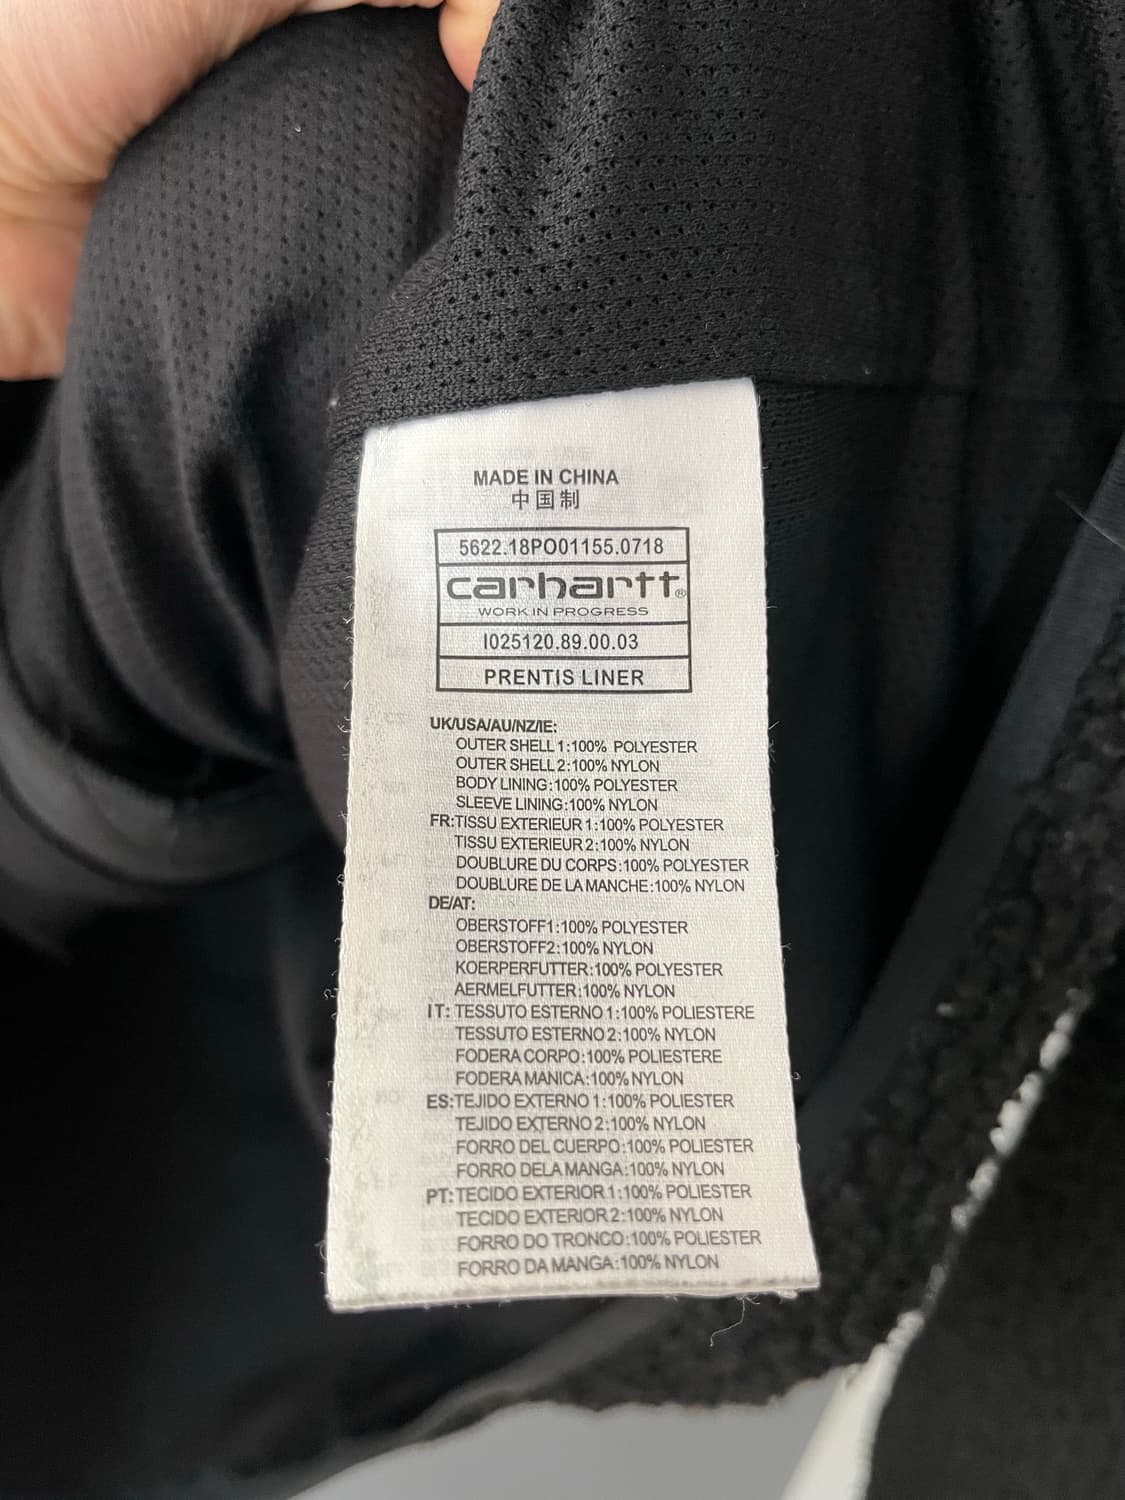 MADE IN CHINA
中国制
5622.18PO01155.0718
carhartt®
WORK IN PROGRESS
I025120.89.00.03
PRENTIS LINER
UK/USA/AU/NZ/IE:
OUTER SHELL 1:100% POLYESTER
OUTER SHELL 2:100% NYLON
BODY LINING:100% POLYESTER
SLEEVE LINING:100% NYLON
FR:TISSU EXTERIEUR 1:100% POLYESTER
TISSU EXTERIEUR 2:100% NYLON
DOUBLURE DU CORPS:100% POLYESTER
DOUBLURE DE LA MANCHE:100% NYLON
DE/AT:
OBERSTOFF1:100% POLYESTER
OBERSTOFF2:100% NYLON
KOERPERFUTTER:100% POLYESTER
AERMELFUTTER:100% NYLON
IT: TESSUTO ESTERNO 1:100% POLIESTERE
TESSUTO ESTERNO 2:100% NYLON
FODERA CORPO:100% POLIESTERE
FODERA MANICA:100% NYLON
ES:TEJIDO EXTERNO 1:100% POLIESTER
TEJIDO EXTERNO 2:100% NYLON
FORRO DEL CUERPO:100% POLIESTER
FORRO DELA MANGA:100% NYLON
PT:TECIDO EXTERIOR 1:100% POLIESTER
TECIDO EXTERIOR 2:100% NYLON
FORRO DO TRONCO:100% POLIESTER
FORRO DA MANGA:100% NYLON